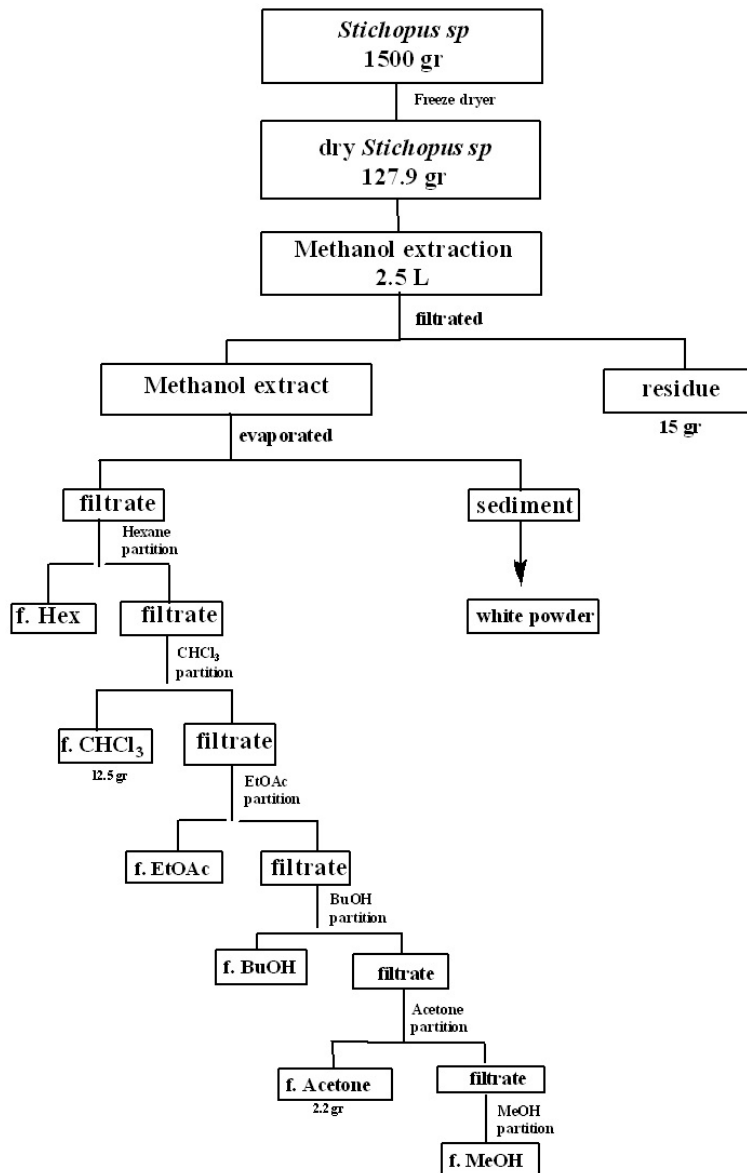 Stichopus sp
1500 gr
Freeze dryer
dry Stichopus sp
127.9 gr
Methanol extraction
2.5 L
filtrated
Methanol extract
residue
15 gr
evaporated
filtrate
sediment
Hexane
partition
f. Hex
filtrate
white powder
CHCl₃
partition
f. CHCl₃
12.5 gr
filtrate
EtOAc
partition
f. EtOAc
filtrate
BuOH
partition
f. BuOH
filtrate
Acetone
partition
f. Acetone
2.2 gr
filtrate
MeOH
partition
f. MeOH